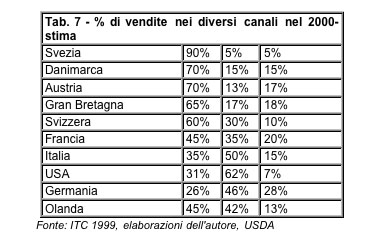 Tab. 7 - % di vendite nei diversi canali nel 2000-
stima
Svezia 90% 5% 5%
Danimarca 70% 15% 15%
Austria 70% 13% 17%
Gran Bretagna 65% 17% 18%
Svizzera 60% 30% 10%
Francia 45% 35% 20%
Italia 35% 50% 15%
USA 31% 62% 7%
Germania 26% 46% 28%
Olanda 45% 42% 13%
Fonte: ITC 1999, elaborazioni dell'autore, USDA